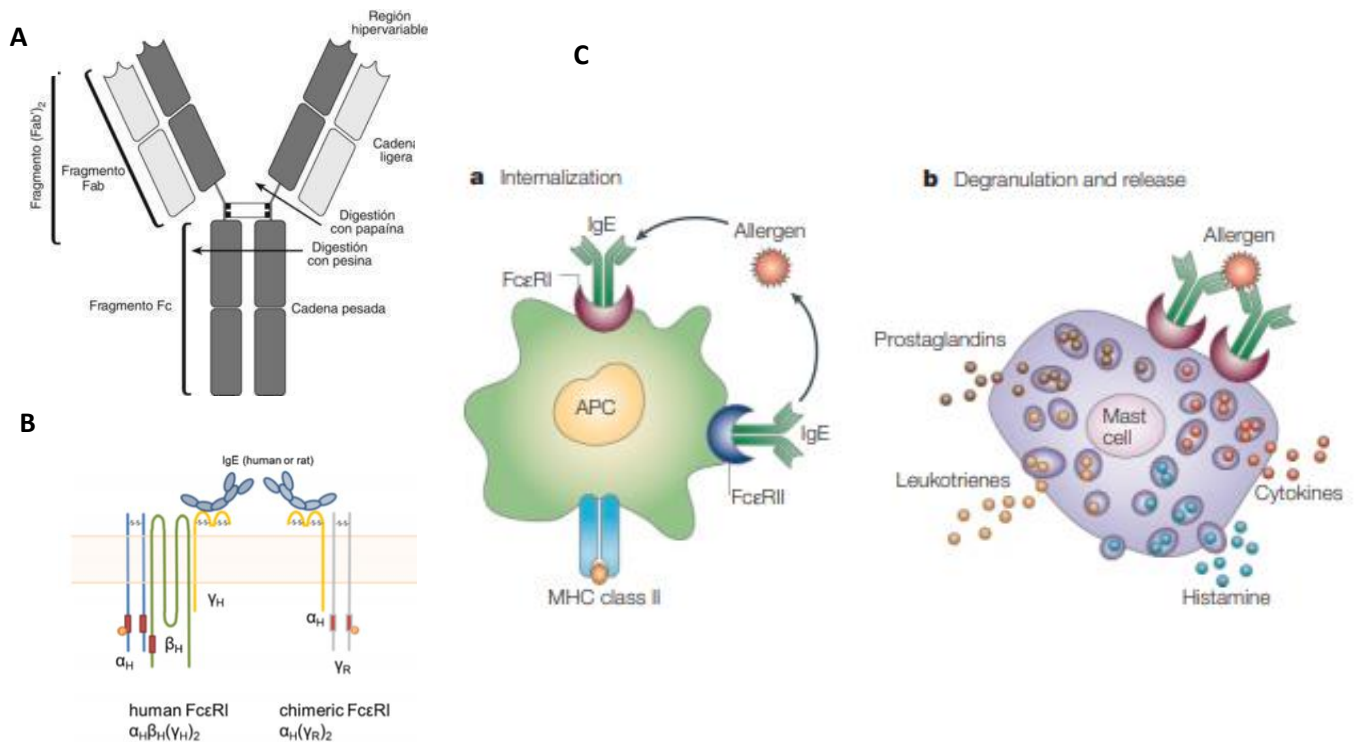 A
Región
hipervariable
Fragmento (Fab')₂
Fragmento
Fab
Cadena
ligera
Digestión
con papaína
Digestión
con pesina
Fragmento Fc
Cadena pesada
B
IgE (human or rat)
-s-s-
-s-s-
-s-s-
-s-s-
-s-s-
-s-s-
γH
αH
βH
αH
γR
human FcεRI
αHβH(γH)₂
chimeric FcεRI
αH(γR)₂
C
a Internalization
IgE
Allergen
FcεRI
APC
IgE
FcεRII
MHC class II
b Degranulation and release
Allergen
Prostaglandins
Mast
cell
Leukotrienes
Cytokines
Histamine